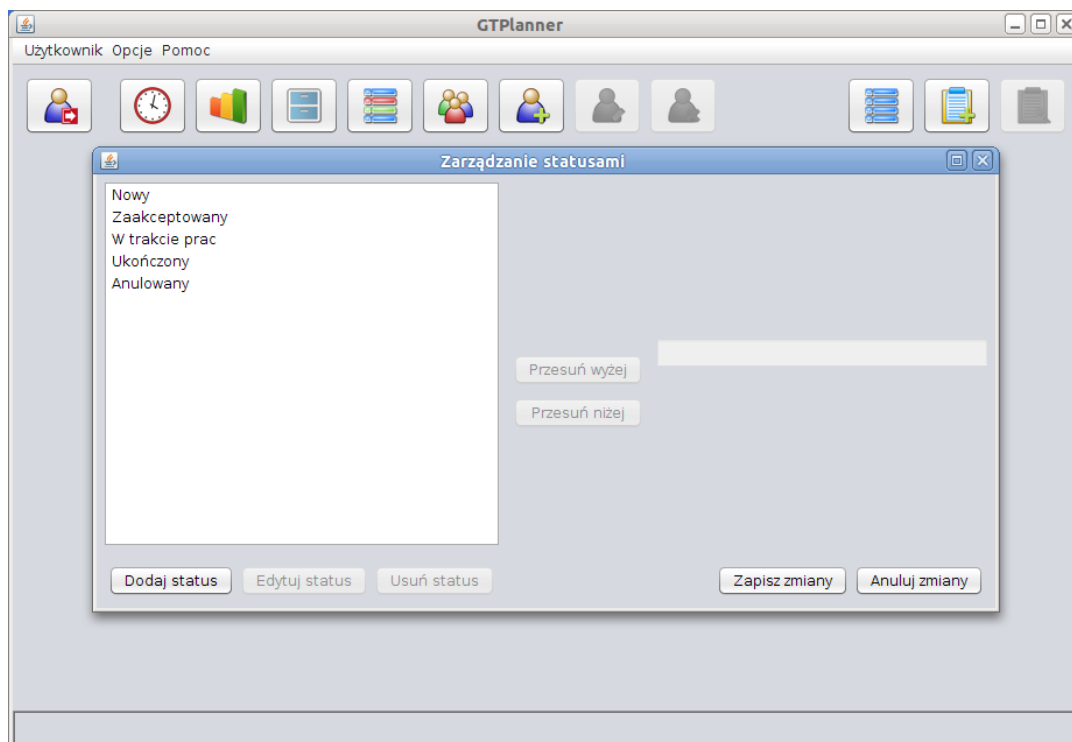 GTPlanner
Użytkownik Opcje Pomoc
Zarządzanie statusami
Nowy
Zaakceptowany
W trakcie prac
Ukończony
Anulowany
Przesuń wyżej
Przesuń niżej
Dodaj status Edytuj status Usuń status Zapisz zmiany Anuluj zmiany